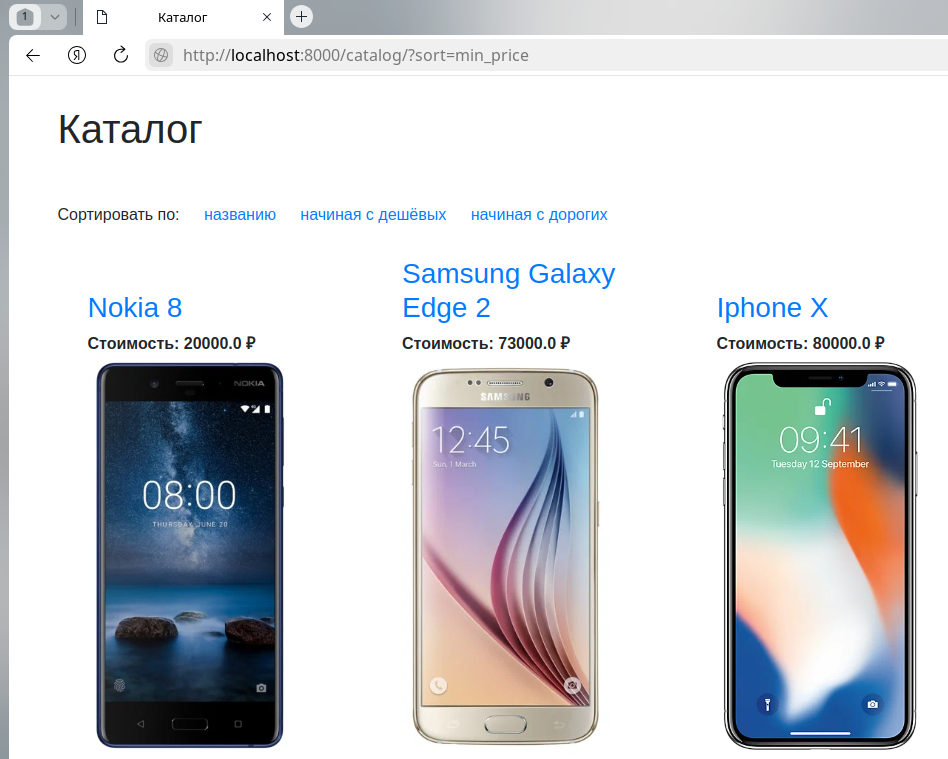 1
Каталог
Я
http://localhost:8000/catalog/?sort=min_price
Каталог
Сортировать по: названию начиная с дешёвых начиная с дорогих
Nokia 8
Стоимость: 20000.0 ₽
NOKIA
08:00
THURSDAY, JUNE 20
Samsung Galaxy
Edge 2
Стоимость: 73000.0 ₽
SAMSUNG
12:45
Sun, 1 March
Iphone X
Стоимость: 80000.0 ₽
09:41
Tuesday 12 September